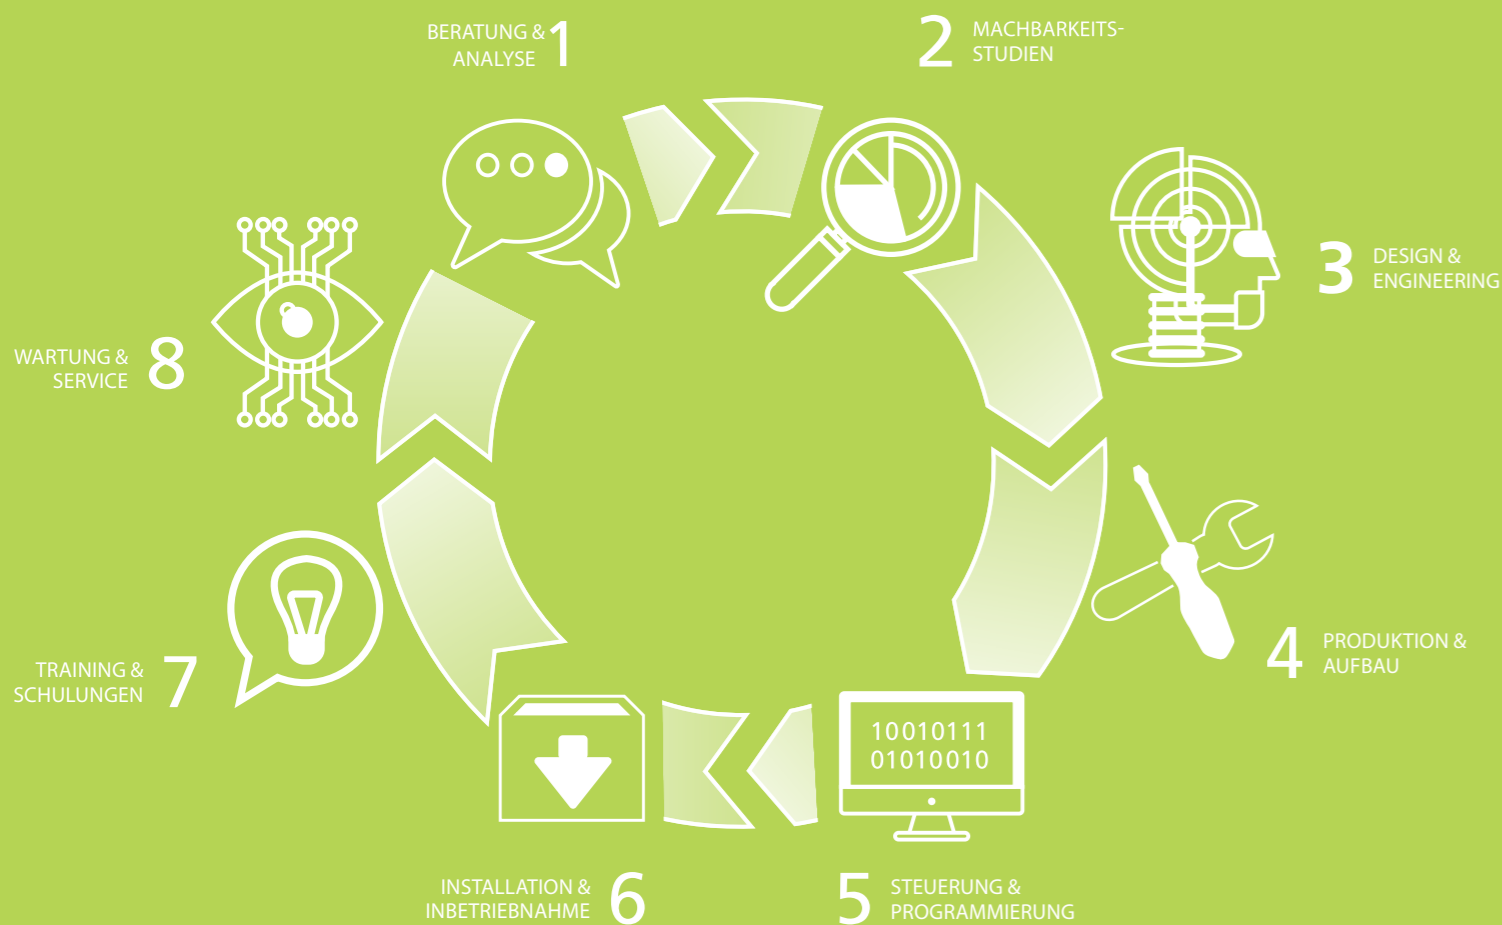 BERATUNG &
ANALYSE
1
2
MACHBARKEITS-
STUDIEN
3
DESIGN &
ENGINEERING
4
PRODUKTION &
AUFBAU
10010111
01010010
5
STEUERUNG &
PROGRAMMIERUNG
INSTALLATION &
INBETRIEBNAHME
6
TRAINING &
SCHULUNGEN
7
WARTUNG &
SERVICE
8